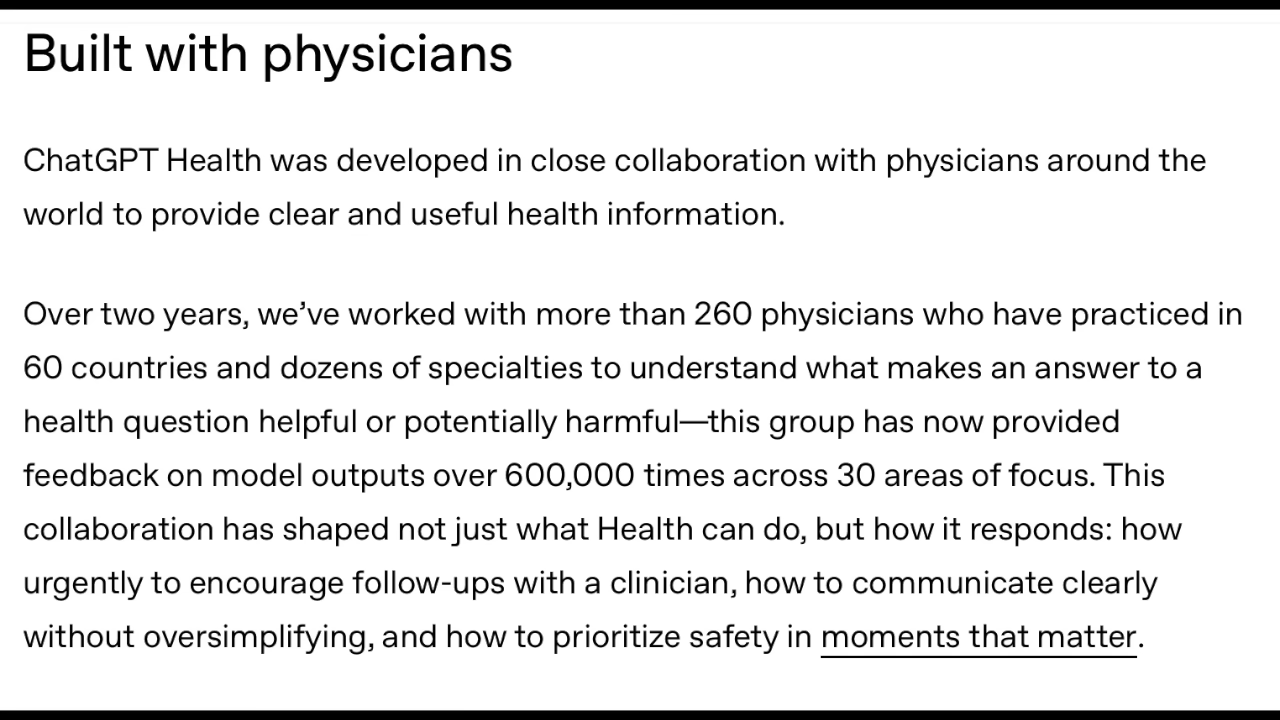 Built with physicians
ChatGPT Health was developed in close collaboration with physicians around the
world to provide clear and useful health information.
Over two years, we’ve worked with more than 260 physicians who have practiced in
60 countries and dozens of specialties to understand what makes an answer to a
health question helpful or potentially harmful—this group has now provided
feedback on model outputs over 600,000 times across 30 areas of focus. This
collaboration has shaped not just what Health can do, but how it responds: how
urgently to encourage follow-ups with a clinician, how to communicate clearly
without oversimplifying, and how to prioritize safety in moments that matter.